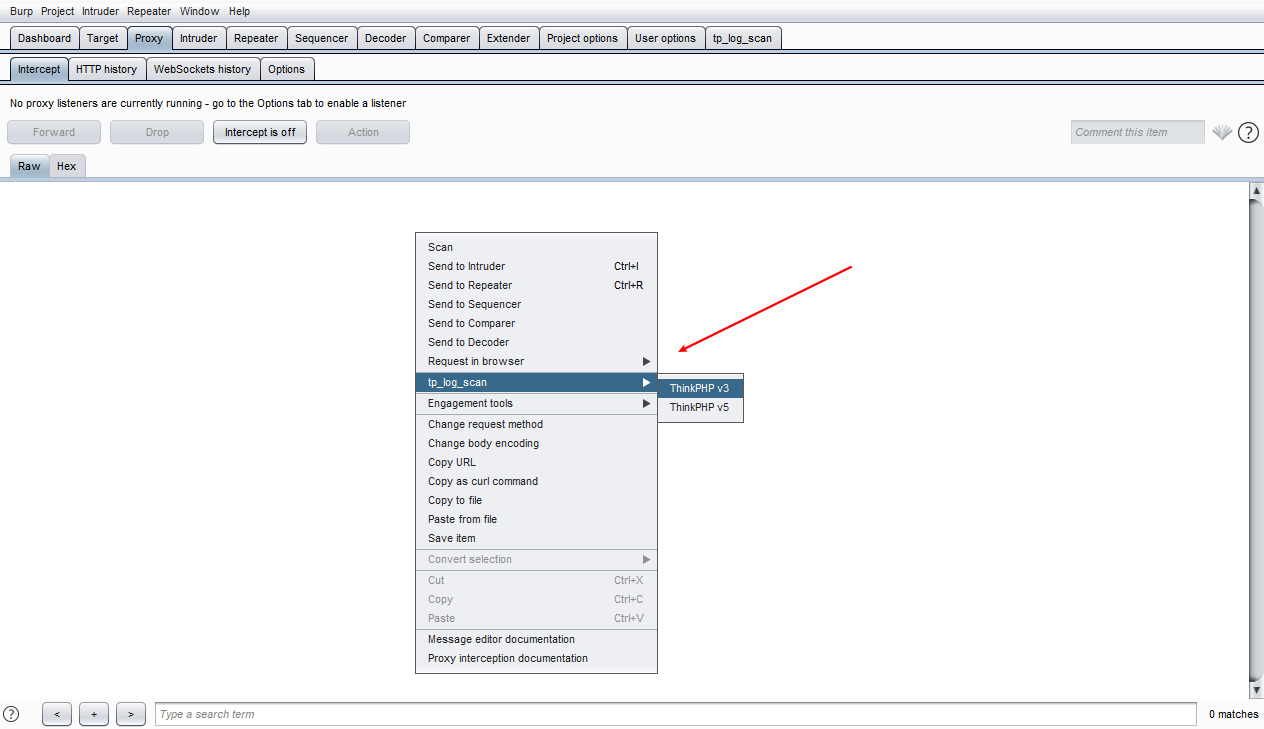 Burp Project Intruder Repeater Window Help
Dashboard Target Proxy Intruder Repeater Sequencer Decoder Comparer Extender Project options User options tp_log_scan
Intercept HTTP history WebSockets history Options
No proxy listeners are currently running - go to the Options tab to enable a listener
Forward Drop Intercept is off Action Comment this item ?
Raw Hex
Scan
Send to Intruder Ctrl+I
Send to Repeater Ctrl+R
Send to Sequencer
Send to Comparer
Send to Decoder
Request in browser
tp_log_scan
ThinkPHP v3
Engagement tools
ThinkPHP v5
Change request method
Change body encoding
Copy URL
Copy as curl command
Copy to file
Paste from file
Save item
Convert selection
Cut Ctrl+X
Copy Ctrl+C
Paste Ctrl+V
Message editor documentation
Proxy interception documentation
? < + > Type a search term 0 matches